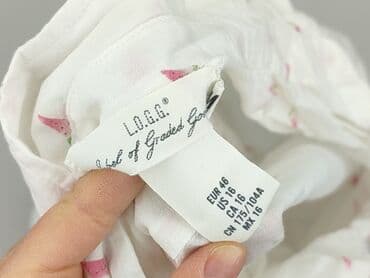 L.O.G.G.®
Label of Graded Goods
EUR 46
US 16
CA 16
CN 175/104A
MX 16